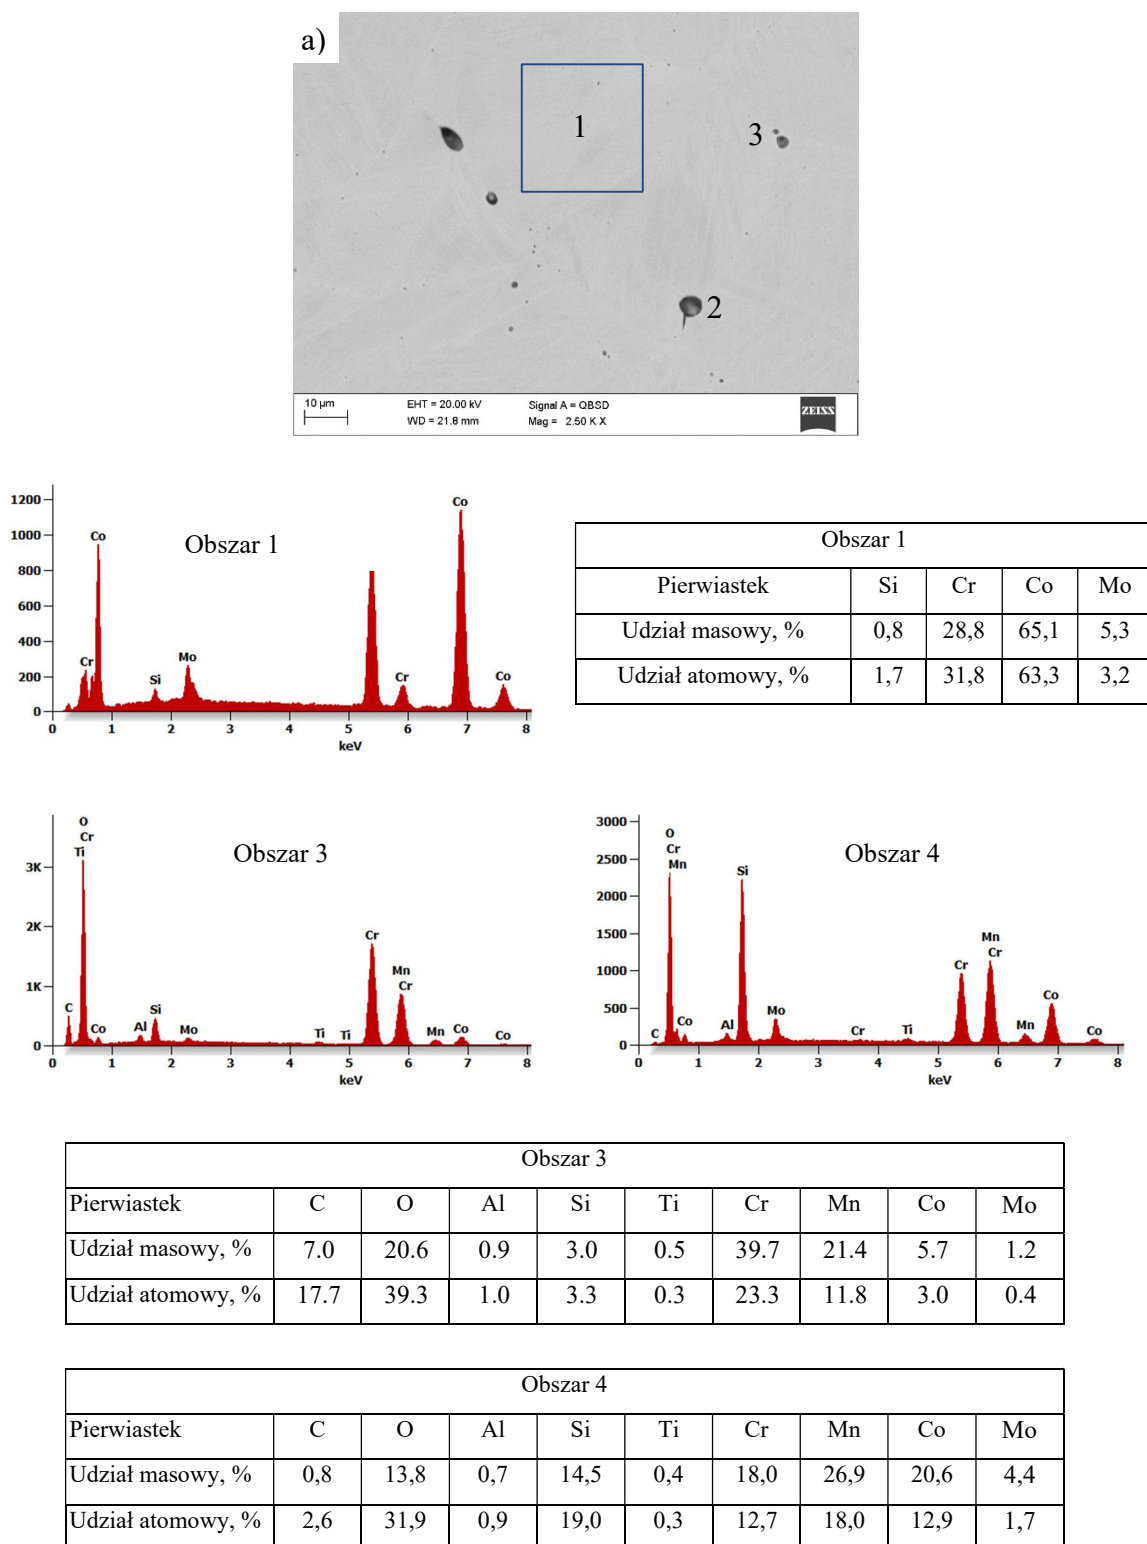 a)
1
3
2
10 µm
EHT = 20.00 kV
Signal A = QBSD
WD = 21.8 mm
Mag = 2.50 K X
ZEISS
Obszar 1
1200
1000
800
600
400
200
0
Co
Cr
Si
Mo
Cr
Co
Co
0 1 2 3 4 5 6 7 8
keV
Obszar 1
Pierwiastek Si Cr Co Mo
Udział masowy, % 0,8 28,8 65,1 5,3
Udział atomowy, % 1,7 31,8 63,3 3,2
Obszar 3
3K
2K
1K
0
O
Cr
Ti
C
Co
Al
Si
Mo
Ti
Ti
Cr
Mn
Cr
Mn
Co
Co
0 1 2 3 4 5 6 7 8
keV
Obszar 4
3000
2500
2000
1500
1000
500
0
O
Cr
Mn
C
Co
Al
Si
Mo
Cr
Ti
Cr
Mn
Cr
Mn
Co
Co
0 1 2 3 4 5 6 7 8
keV
Obszar 3
Pierwiastek C O Al Si Ti Cr Mn Co Mo
Udział masowy, % 7.0 20.6 0.9 3.0 0.5 39.7 21.4 5.7 1.2
Udział atomowy, % 17.7 39.3 1.0 3.3 0.3 23.3 11.8 3.0 0.4
Obszar 4
Pierwiastek C O Al Si Ti Cr Mn Co Mo
Udział masowy, % 0,8 13,8 0,7 14,5 0,4 18,0 26,9 20,6 4,4
Udział atomowy, % 2,6 31,9 0,9 19,0 0,3 12,7 18,0 12,9 1,7